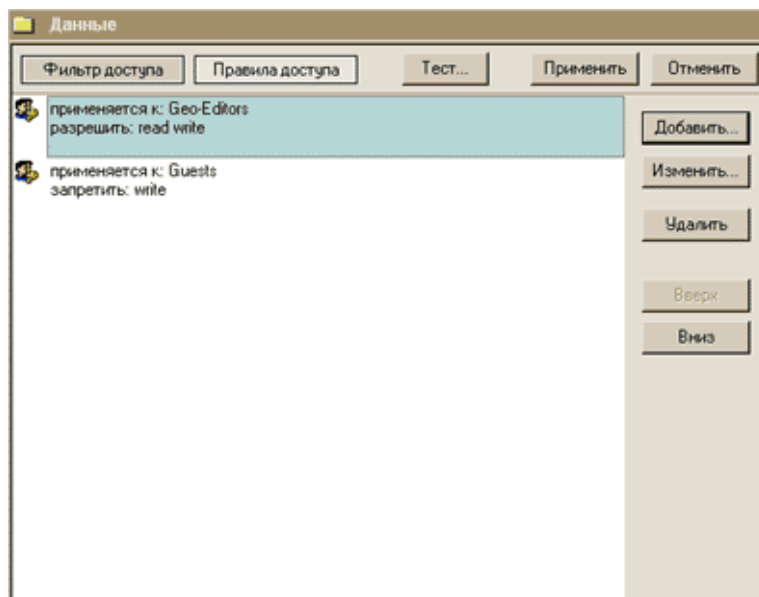 Данные
Фильтр доступа Правила доступа Тест... Применить Отменить
применяется к: Geo-Editors
разрешить: read write
применяется к: Guests
запретить: write
Добавить...
Изменить...
Удалить
Вверх
Вниз